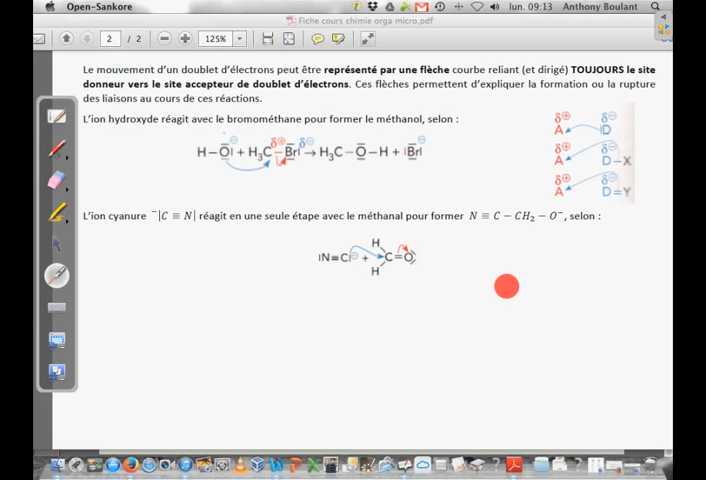 Open-Sankore
lun. 09:13 Anthony Boulant
Fiche cours chimie orga micro.pdf
2 / 2 125%
Le mouvement d'un doublet d'électrons peut être représenté par une flèche courbe reliant (et dirigé) TOUJOURS le site
donneur vers le site accepteur de doublet d'électrons. Ces flèches permettent d'expliquer la formation ou la rupture
des liaisons au cours de ces réactions.
L'ion hydroxyde réagit avec le bromométhane pour former le méthanol, selon :
δ⊕ δ⊖
A D
δ⊕ δ⊖
A D−X
δ⊕ δ⊖
A D=Y
H−O| + H₃C−Br| → H₃C−O−H + |Br|
L'ion cyanure ⁻|C ≡ N| réagit en une seule étape avec le méthanal pour former N ≡ C − CH₂ − O⁻, selon :
H
|N≡C|⊖ + C=O
H